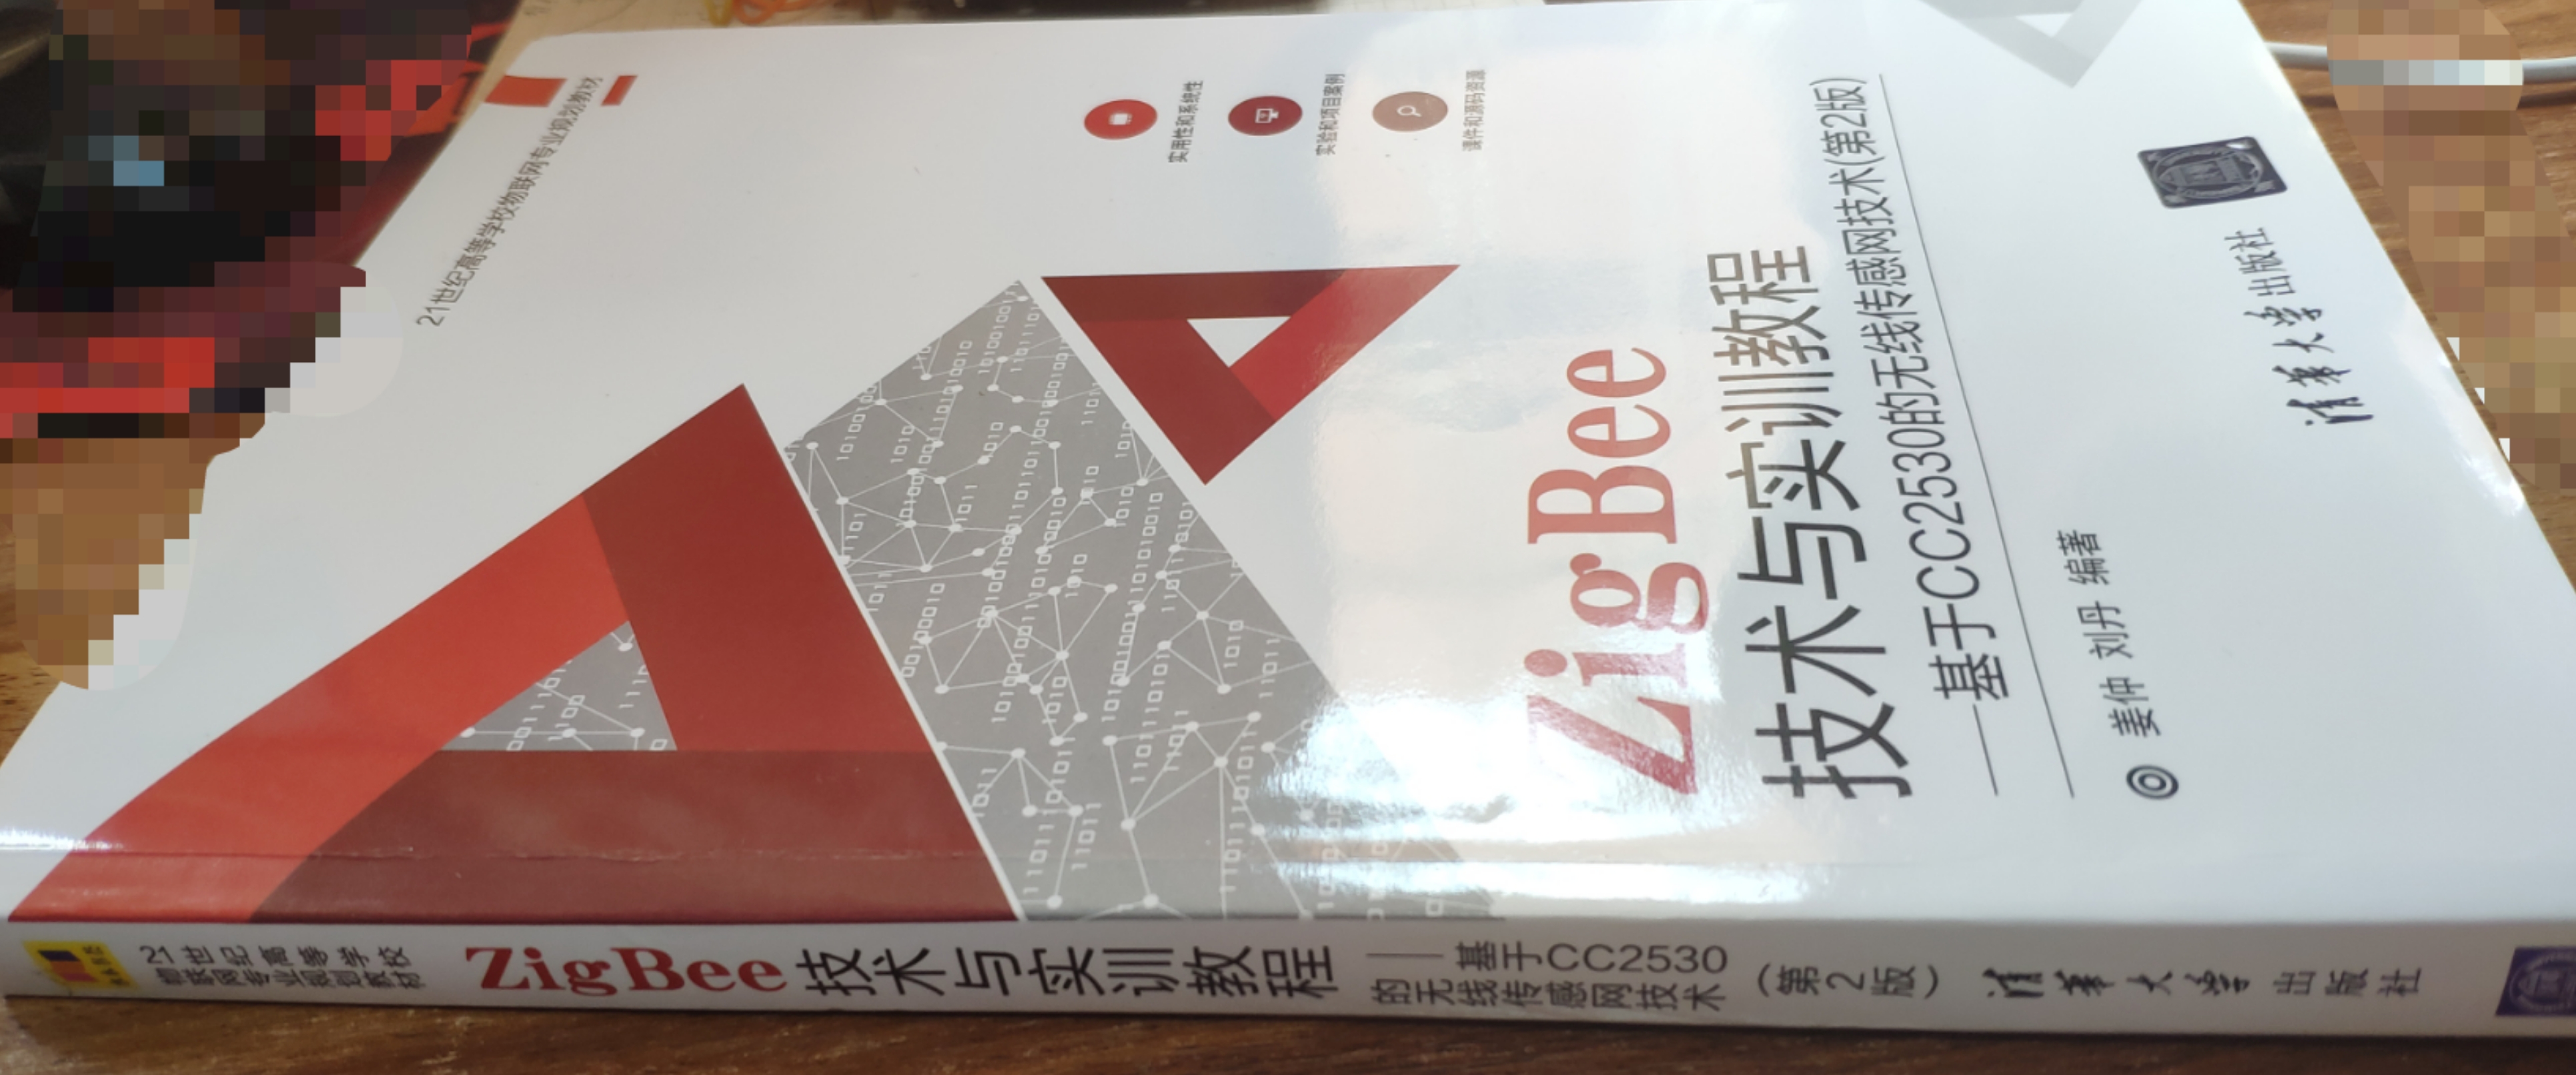 21世纪高等学校物联网专业规划教材
实用性和系统性
实验和项目案例
课件和源码资源
ZigBee
技术与实训教程
——基于CC2530的无线传感网技术(第2版)
◎ 姜仲 刘丹 编著
清华大学出版社
21世纪高等学校
物联网专业规划教材
ZigBee技术与实训教程
——基于CC2530
的无线传感网技术
(第2版)
清华大学出版社